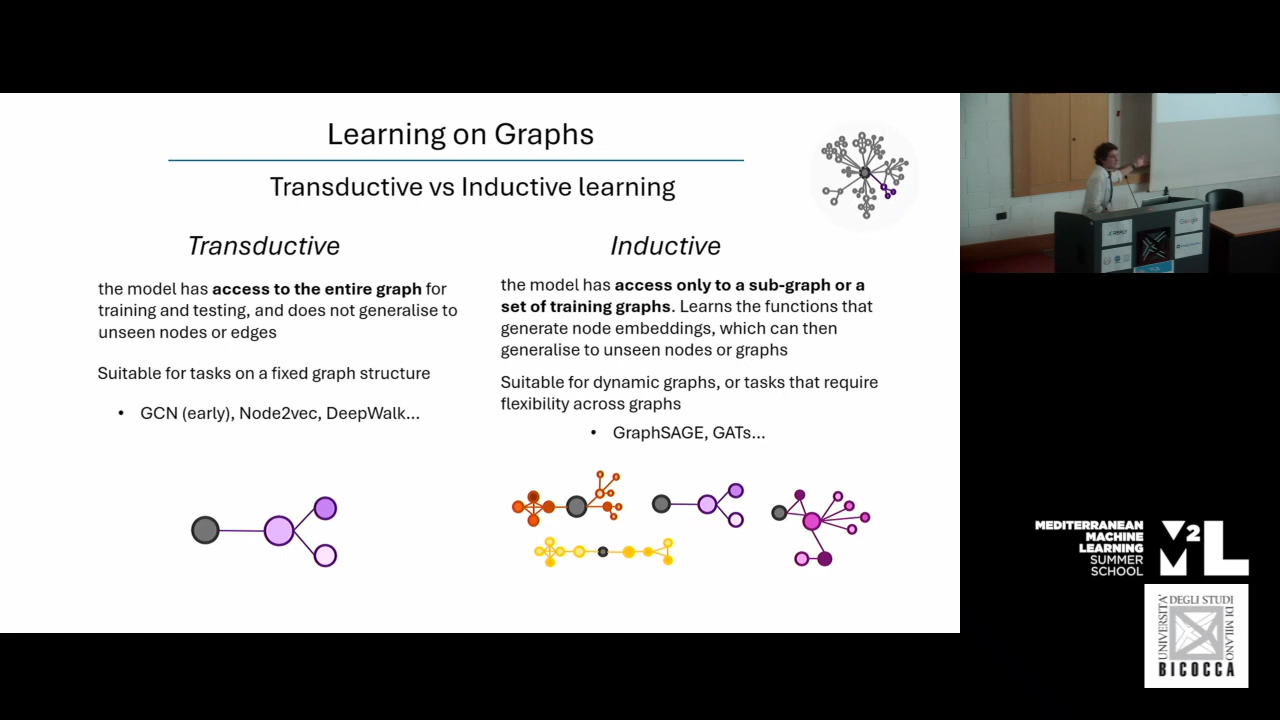 Learning on Graphs
Transductive vs Inductive learning
Transductive
the model has access to the entire graph for
training and testing, and does not generalise to
unseen nodes or edges
Suitable for tasks on a fixed graph structure
• GCN (early), Node2vec, DeepWalk...
Inductive
the model has access only to a sub-graph or a
set of training graphs. Learns the functions that
generate node embeddings, which can then
generalise to unseen nodes or graphs
Suitable for dynamic graphs, or tasks that require
flexibility across graphs
• GraphSAGE, GATs...
Google
MEDITERRANEAN
MACHINE
LEARNING
SUMMER
SCHOOL
M2L
UNIVERSITA'
DEGLI STUDI
DI MILANO
BICOCCA